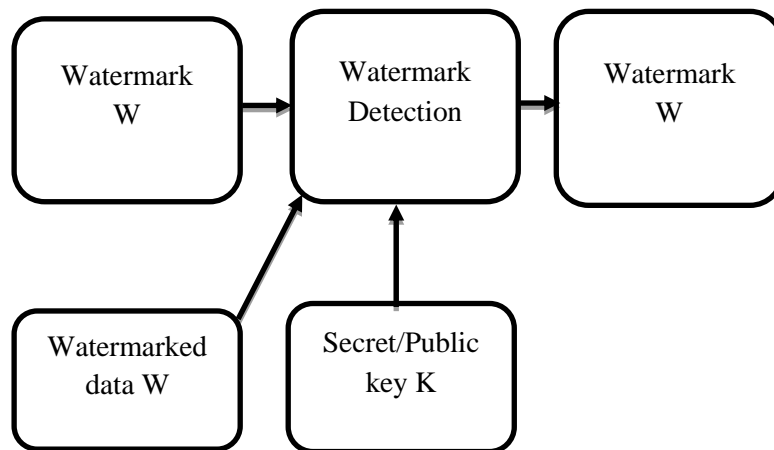 Watermark
W
Watermark
Detection
Watermark
W
Watermarked
data W
Secret/Public
key K